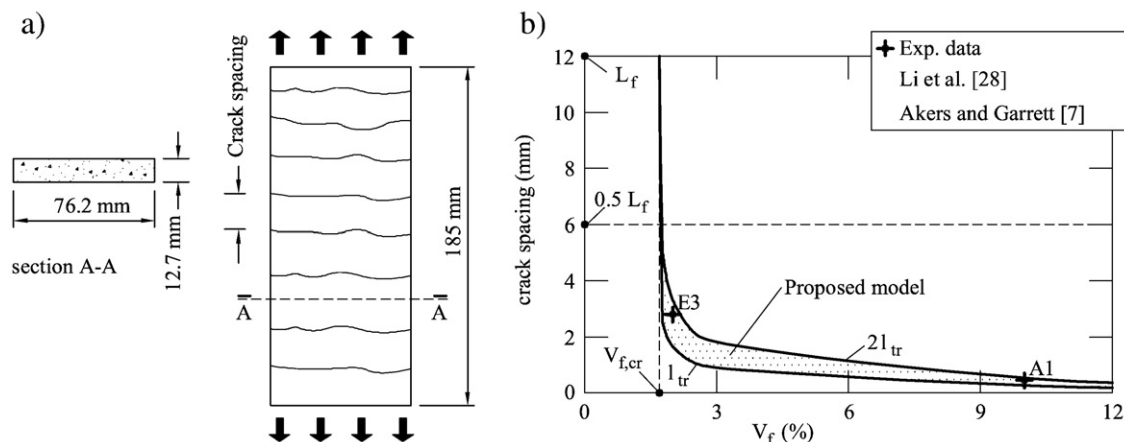 a)
Crack spacing
76.2 mm
12.7 mm
section A-A
185 mm
A
A
b)
Exp. data
Li et al. [28]
Akers and Garrett [7]
crack spacing (mm)
12
10
8
6
4
2
0
L_f
0.5 L_f
E3
Proposed model
V_f,cr
l_tr
2l_tr
A1
0
3
6
9
12
V_f (%)